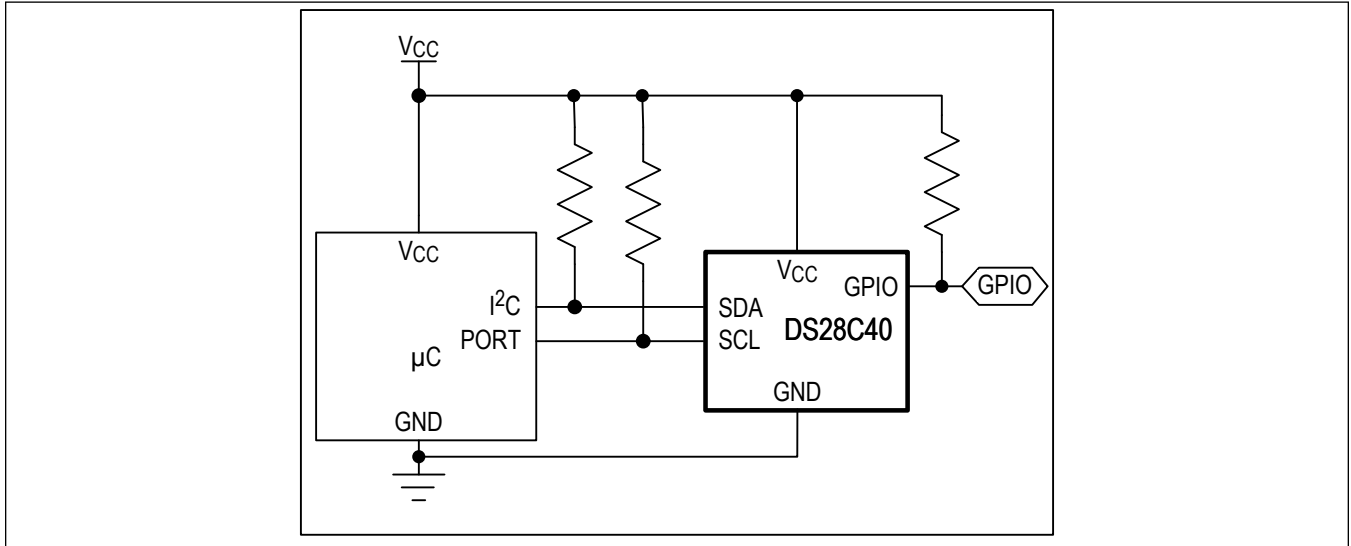 VCC
VCC
I²C
PORT
µC
GND
VCC
GPIO
SDA
DS28C40
SCL
GND
GPIO